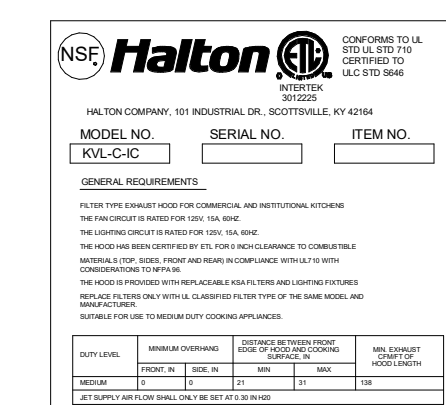 NSF
Halton
ETL
CONFORMS TO UL
STD UL STD 710
CERTIFIED TO
ULC STD S646
INTERTEK
3012225
HALTON COMPANY, 101 INDUSTRIAL DR., SCOTTSVILLE, KY 42164
MODEL NO. SERIAL NO. ITEM NO.
KVL-C-IC
GENERAL REQUIREMENTS
FILTER TYPE EXHAUST HOOD FOR COMMERCIAL AND INSTITUTIONAL KITCHENS
THE FAN CIRCUIT IS RATED FOR 125V, 15A, 60HZ.
THE LIGHTING CIRCUIT IS RATED FOR 125V, 15A, 60HZ.
THE HOOD HAS BEEN CERTIFIED BY ETL FOR 0 INCH CLEARANCE TO COMBUSTIBLE
MATERIALS (TOP, SIDES, FRONT AND REAR) IN COMPLIANCE WITH UL710 WITH
CONSIDERATIONS TO NFPA 96.
THE HOOD IS PROVIDED WITH REPLACEABLE KSA FILTERS AND LIGHTING FIXTURES
REPLACE FILTERS ONLY WITH UL CLASSIFIED FILTER TYPE OF THE SAME MODEL AND
MANUFACTURER.
SUITABLE FOR USE TO MEDIUM DUTY COOKING APPLIANCES.
DUTY LEVEL
MINIMUM OVERHANG
DISTANCE BETWEEN FRONT
EDGE OF HOOD AND COOKING
SURFACE, IN
MIN. EXHAUST
CFM/FT OF
HOOD LENGTH
FRONT, IN SIDE, IN MIN MAX
MEDIUM 0 0 21 31 138
JET SUPPLY AIR FLOW SHALL ONLY BE SET AT 0.30 IN H20